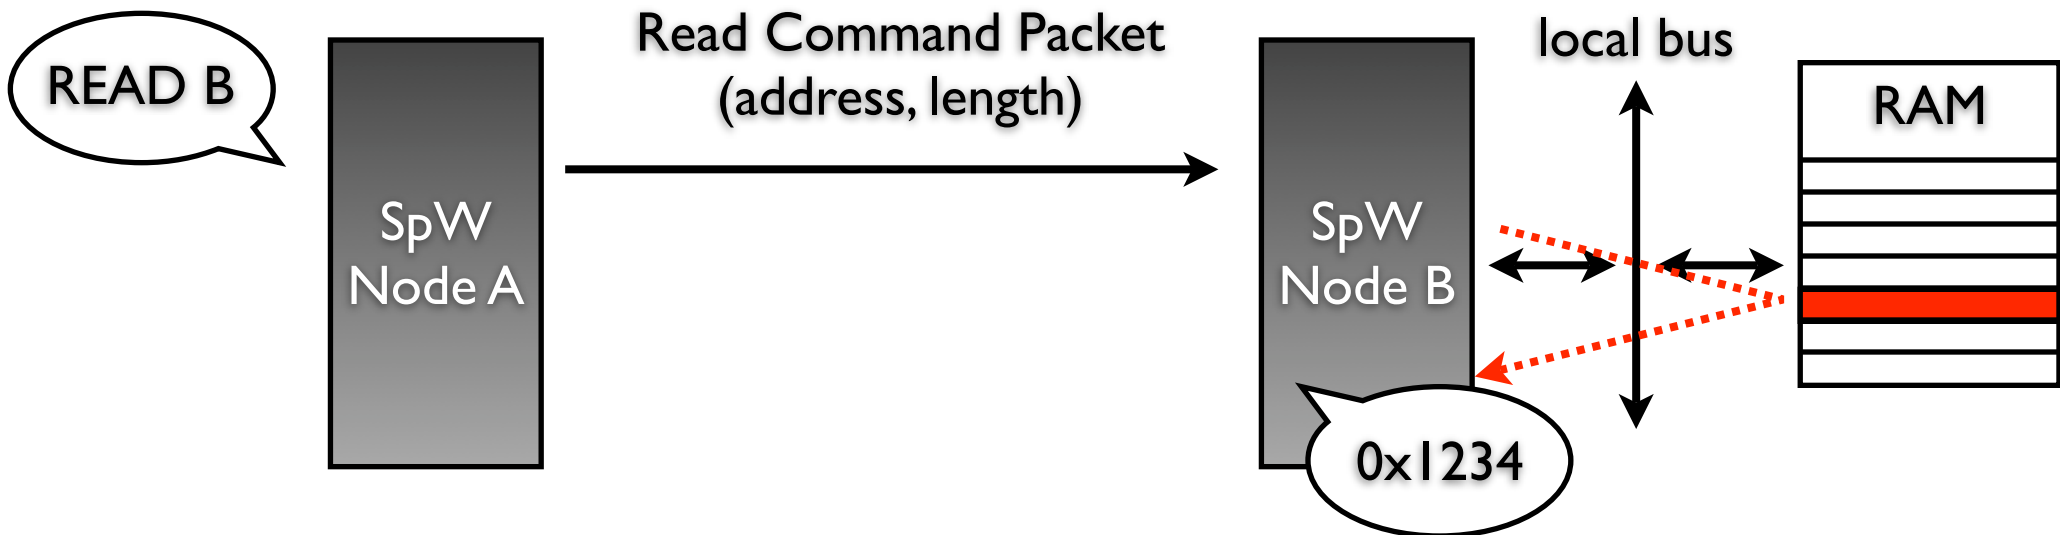 READ B
SpW
Node A
Read Command Packet
(address, length)
SpW
Node B
0x1234
local bus
RAM